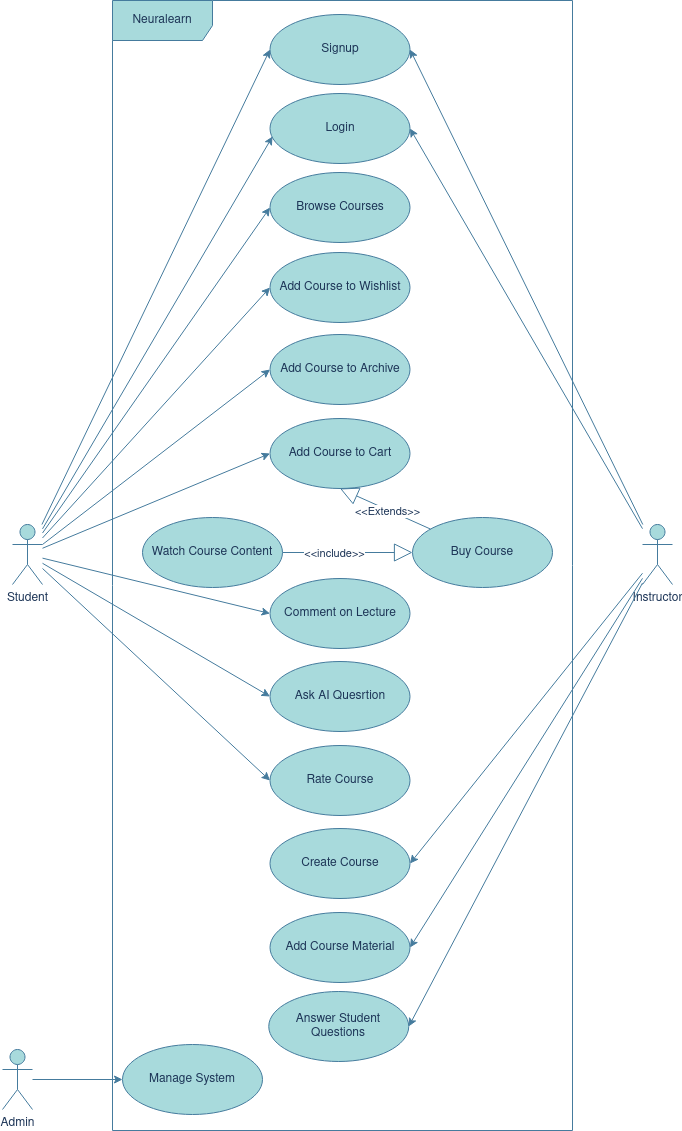 Neuralearn
Signup
Login
Browse Courses
Add Course to Wishlist
Add Course to Archive
Add Course to Cart
<<Extends>>
Watch Course Content
<<include>>
Buy Course
Student
Instructor
Comment on Lecture
Ask AI Quesrtion
Rate Course
Create Course
Add Course Material
Answer Student
Questions
Manage System
Admin